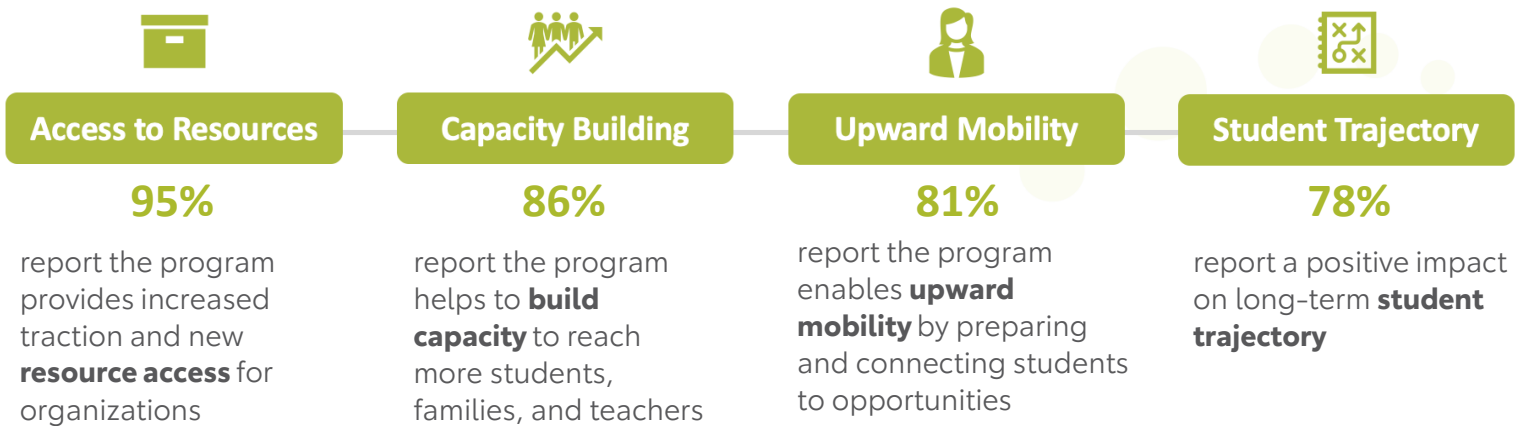 Access to Resources
95%
report the program
provides increased
traction and new
resource access for
organizations
Capacity Building
86%
report the program
helps to build
capacity to reach
more students,
families, and teachers
Upward Mobility
81%
report the program
enables upward
mobility by preparing
and connecting students
to opportunities
Student Trajectory
78%
report a positive impact
on long-term student
trajectory